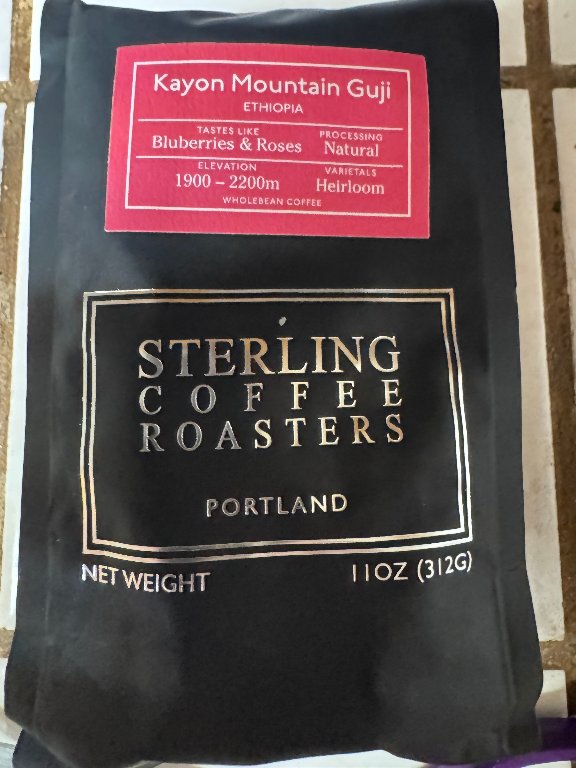 Kayon Mountain Guji
ETHIOPIA
TASTES LIKE
Bluberries & Roses
PROCESSING
Natural
ELEVATION
1900 – 2200m
VARIETALS
Heirloom
WHOLEBEAN COFFEE
STERLING
COFFEE
ROASTERS
PORTLAND
NET WEIGHT 11OZ (312G)